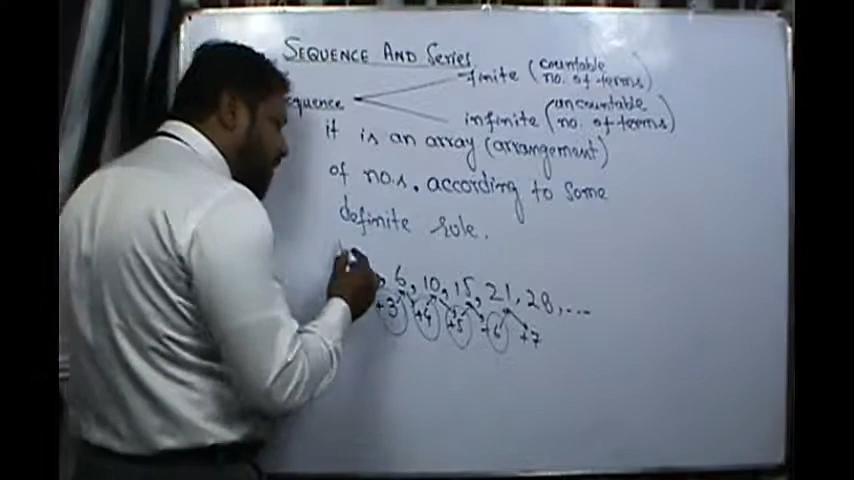 SEQUENCE AND Series
finite (countable no. of terms)
equence
infinite (uncountable no. of terms)
it is an array (arrangement)
of no.s, according to some
definite rule.
, 6, 10, 15, 21, 28, ...
+3 +4 +5 +6 +7